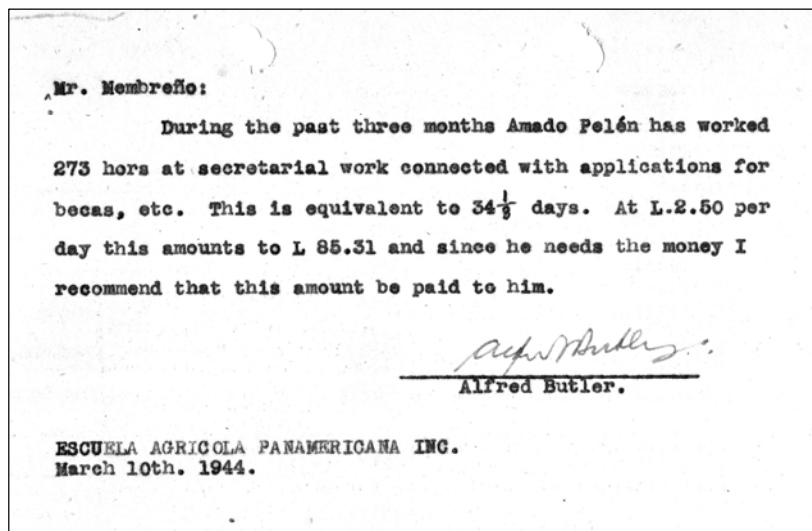 Mr. Membreño:
During the past three months Amado Pelén has worked
273 hors at secretarial work connected with applications for
becas, etc. This is equivalent to 34⅛ days. At L.2.50 per
day this amounts to L 85.31 and since he needs the money I
recommend that this amount be paid to him.
Alfred Butler.
Alfred Butler.
ESCUELA AGRICOLA PANAMERICANA INC.
March 10th. 1944.